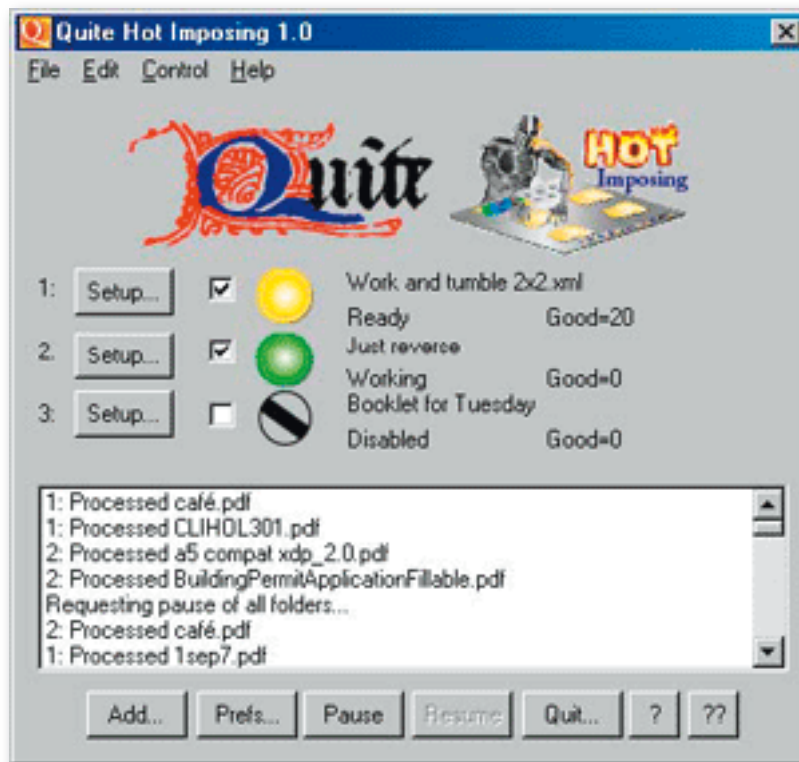 Quite Hot Imposing 1.0
File Edit Control Help
Quite
HOT
Imposing
1: Setup... Work and tumble 2x2.xml
Ready Good=20
2. Setup... Just reverse
Working Good=0
3: Setup... Booklet for Tuesday
Disabled Good=0
1: Processed café.pdf
1: Processed CLIHOL301.pdf
2: Processed a5 compat xdp_2.0.pdf
2: Processed BuildingPermitApplicationFillable.pdf
Requesting pause of all folders...
2: Processed café.pdf
1: Processed 1sep7.pdf
Add... Prefs... Pause Resume Quit... ? ??